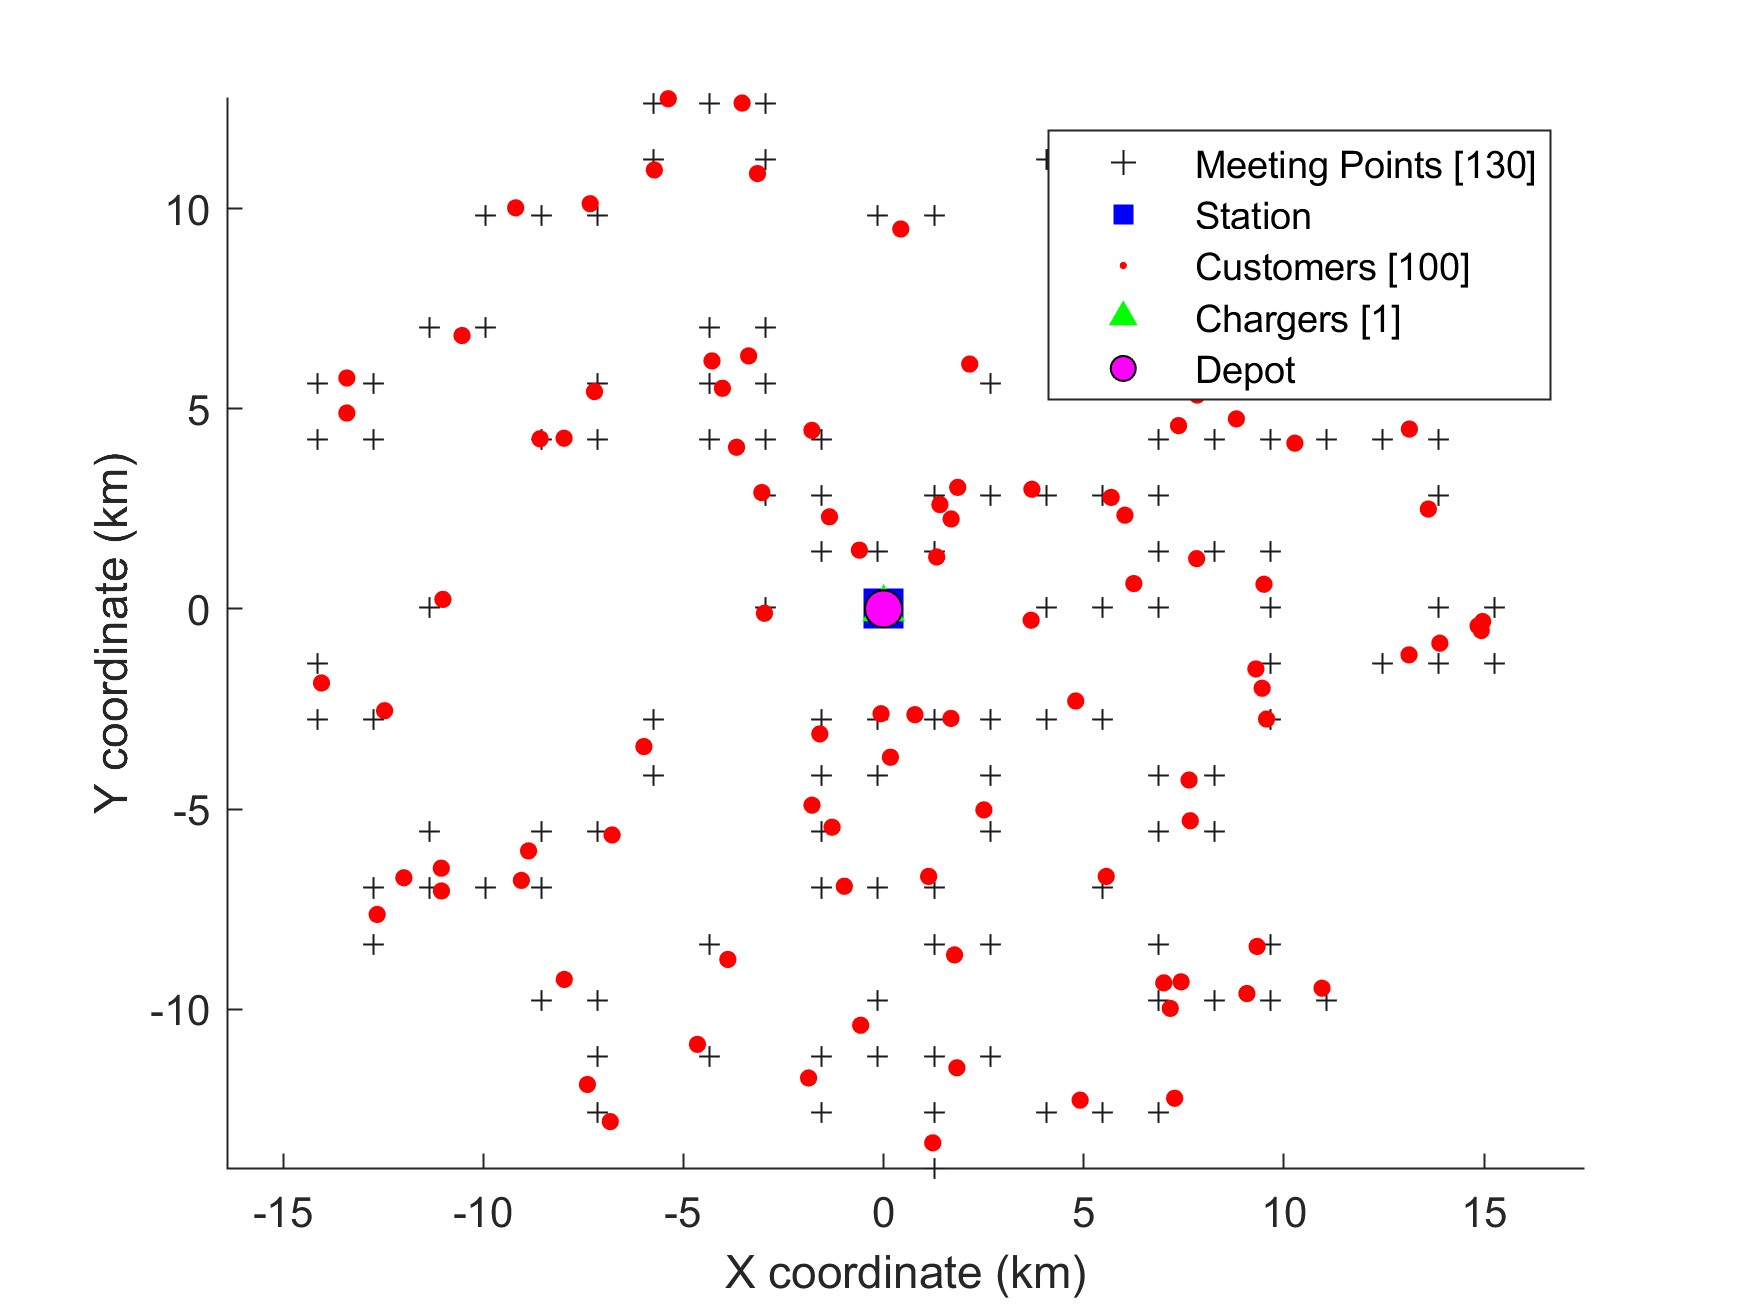 Meeting Points [130]
Station
Customers [100]
Chargers [1]
Depot
10
5
0
-5
-10
Y coordinate (km)
-15 -10 -5 0 5 10 15
X coordinate (km)